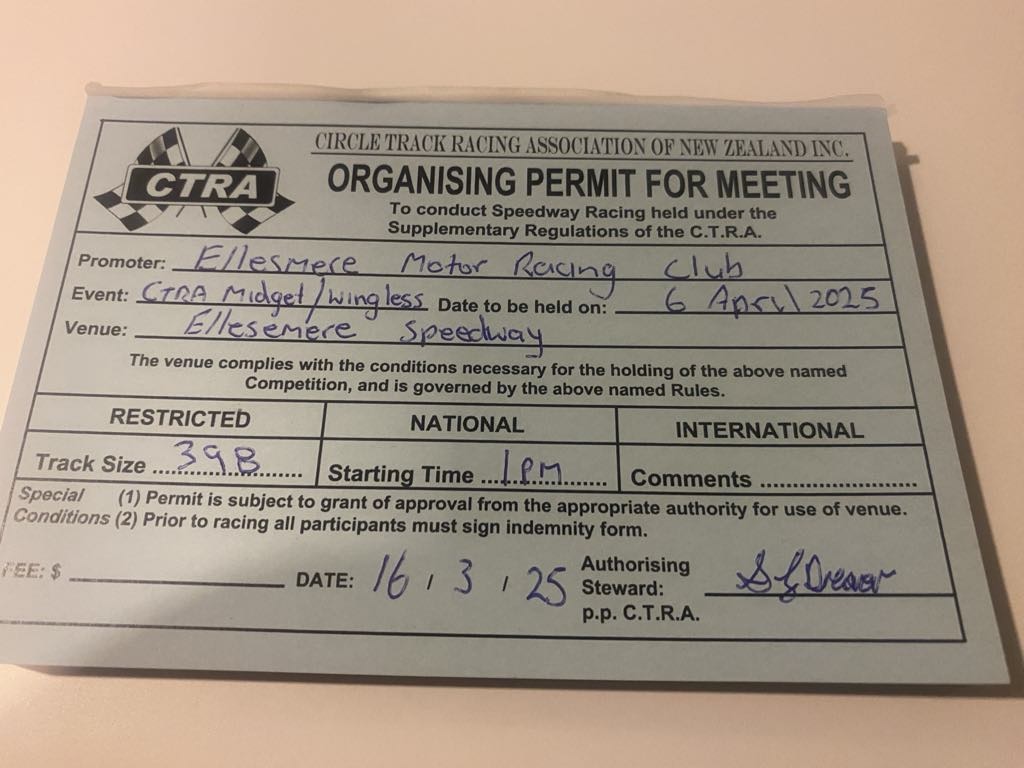 CTRA
CIRCLE TRACK RACING ASSOCIATION OF NEW ZEALAND INC.
ORGANISING PERMIT FOR MEETING
To conduct Speedway Racing held under the
Supplementary Regulations of the C.T.R.A.
Promoter: Ellesmere Motor Racing Club
Event: CTRA Midget/wingless Date to be held on: 6 April 2025
Venue: Ellesemere Speedway
The venue complies with the conditions necessary for the holding of the above named
Competition, and is governed by the above named Rules.
RESTRICTED NATIONAL INTERNATIONAL
Track Size 398 Starting Time 1PM Comments
Special (1) Permit is subject to grant of approval from the appropriate authority for use of venue.
Conditions (2) Prior to racing all participants must sign indemnity form.
FEE: $ DATE: 16 / 3 / 25 Authorising
Steward:
p.p. C.T.R.A.